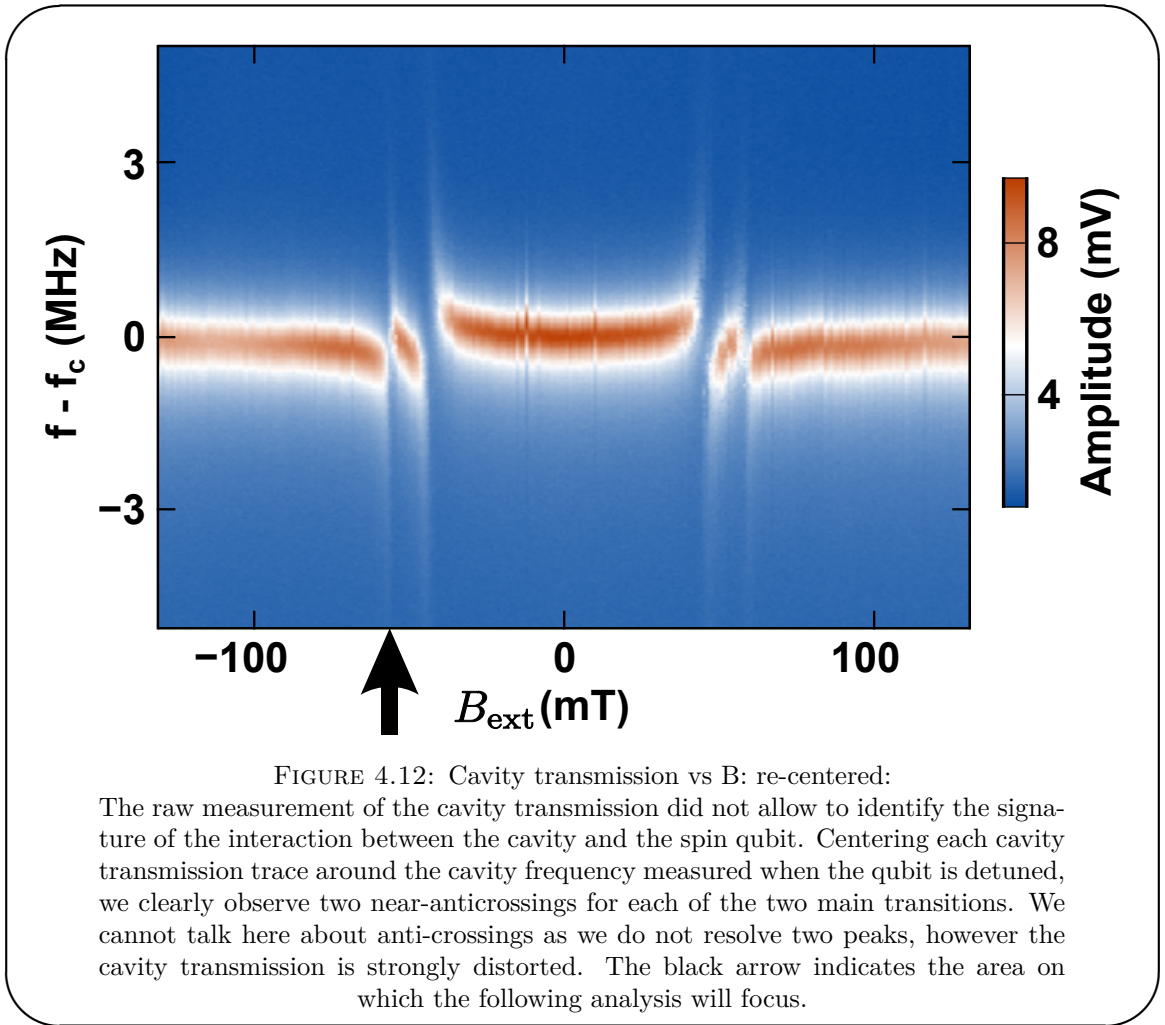 3
0
−3
f - fc (MHz)
−100
0
100
Bext (mT)
8
4
Amplitude (mV)
FIGURE 4.12: Cavity transmission vs B: re-centered:
The raw measurement of the cavity transmission did not allow to identify the signa-
ture of the interaction between the cavity and the spin qubit. Centering each cavity
transmission trace around the cavity frequency measured when the qubit is detuned,
we clearly observe two near-anticrossings for each of the two main transitions. We
cannot talk here about anti-crossings as we do not resolve two peaks, however the
cavity transmission is strongly distorted. The black arrow indicates the area on
which the following analysis will focus.